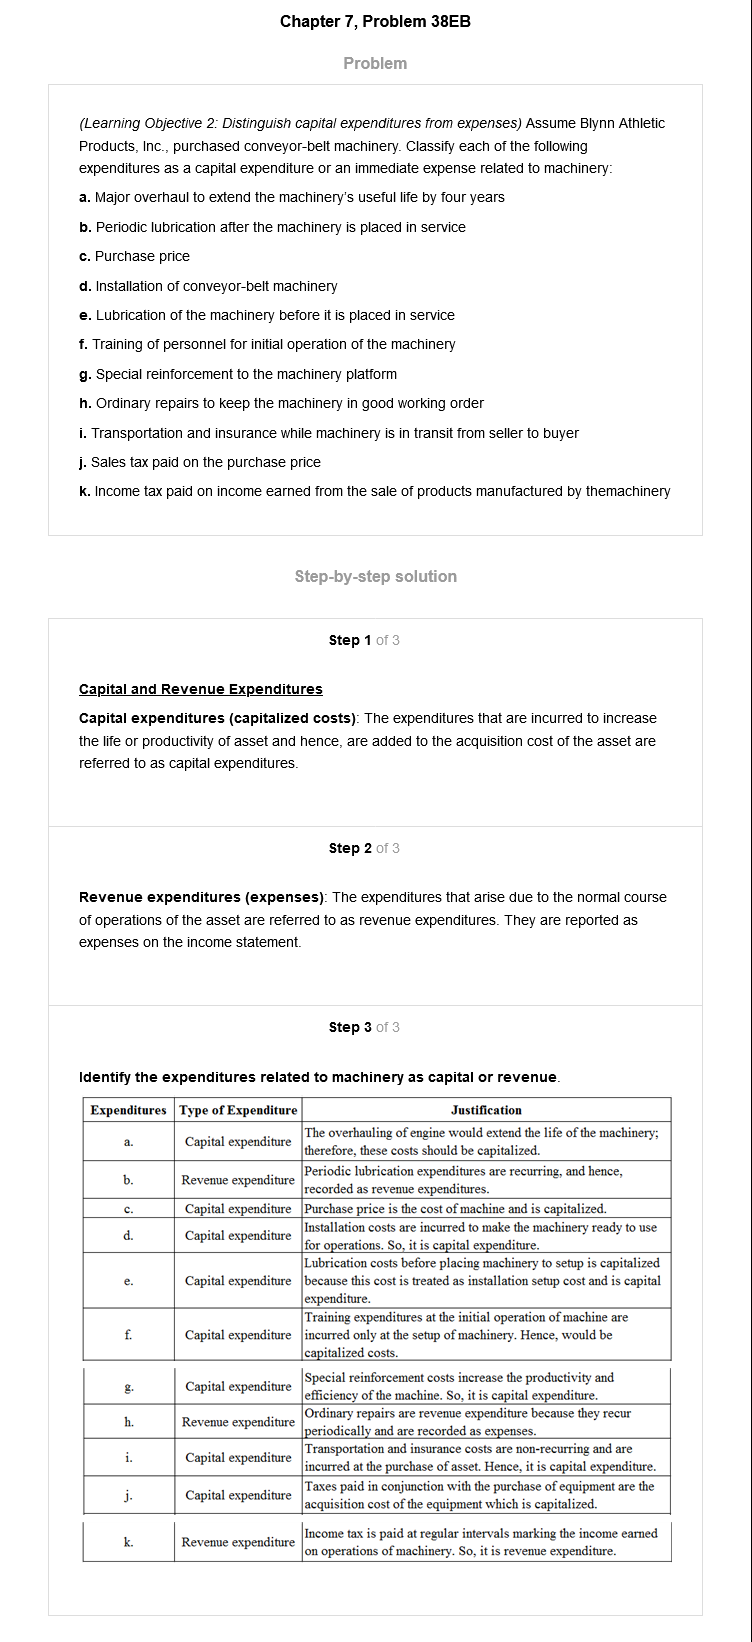 Chapter 7, Problem 38EB
Problem
(Learning Objective 2: Distinguish capital expenditures from expenses) Assume Blynn Athletic
Products, Inc., purchased conveyor-belt machinery. Classify each of the following
expenditures as a capital expenditure or an immediate expense related to machinery:
a. Major overhaul to extend the machinery's useful life by four years
b. Periodic lubrication after the machinery is placed in service
c. Purchase price
d. Installation of conveyor-belt machinery
e. Lubrication of the machinery before it is placed in service
f. Training of personnel for initial operation of the machinery
g. Special reinforcement to the machinery platform
h. Ordinary repairs to keep the machinery in good working order
i. Transportation and insurance while machinery is in transit from seller to buyer
j. Sales tax paid on the purchase price
k. Income tax paid on income earned from the sale of products manufactured by themachinery
Step-by-step solution
Step 1 of 3
Capital and Revenue Expenditures
Capital expenditures (capitalized costs): The expenditures that are incurred to increase
the life or productivity of asset and hence, are added to the acquisition cost of the asset are
referred to as capital expenditures.
Step 2 of 3
Revenue expenditures (expenses): The expenditures that arise due to the normal course
of operations of the asset are referred to as revenue expenditures. They are reported as
expenses on the income statement.
Step 3 of 3
Identify the expenditures related to machinery as capital or revenue.
Expenditures Type of Expenditure Justification
a. Capital expenditure The overhauling of engine would extend the life of the machinery;
therefore, these costs should be capitalized.
b. Revenue expenditure Periodic lubrication expenditures are recurring, and hence,
recorded as revenue expenditures.
c. Capital expenditure Purchase price is the cost of machine and is capitalized.
d. Capital expenditure Installation costs are incurred to make the machinery ready to use
for operations. So, it is capital expenditure.
e. Capital expenditure Lubrication costs before placing machinery to setup is capitalized
because this cost is treated as installation setup cost and is capital
expenditure.
f. Capital expenditure Training expenditures at the initial operation of machine are
incurred only at the setup of machinery. Hence, would be
capitalized costs.
g. Capital expenditure Special reinforcement costs increase the productivity and
efficiency of the machine. So, it is capital expenditure.
h. Revenue expenditure Ordinary repairs are revenue expenditure because they recur
periodically and are recorded as expenses.
i. Capital expenditure Transportation and insurance costs are non-recurring and are
incurred at the purchase of asset. Hence, it is capital expenditure.
j. Capital expenditure Taxes paid in conjunction with the purchase of equipment are the
acquisition cost of the equipment which is capitalized.
k. Revenue expenditure Income tax is paid at regular intervals marking the income earned
on operations of machinery. So, it is revenue expenditure.